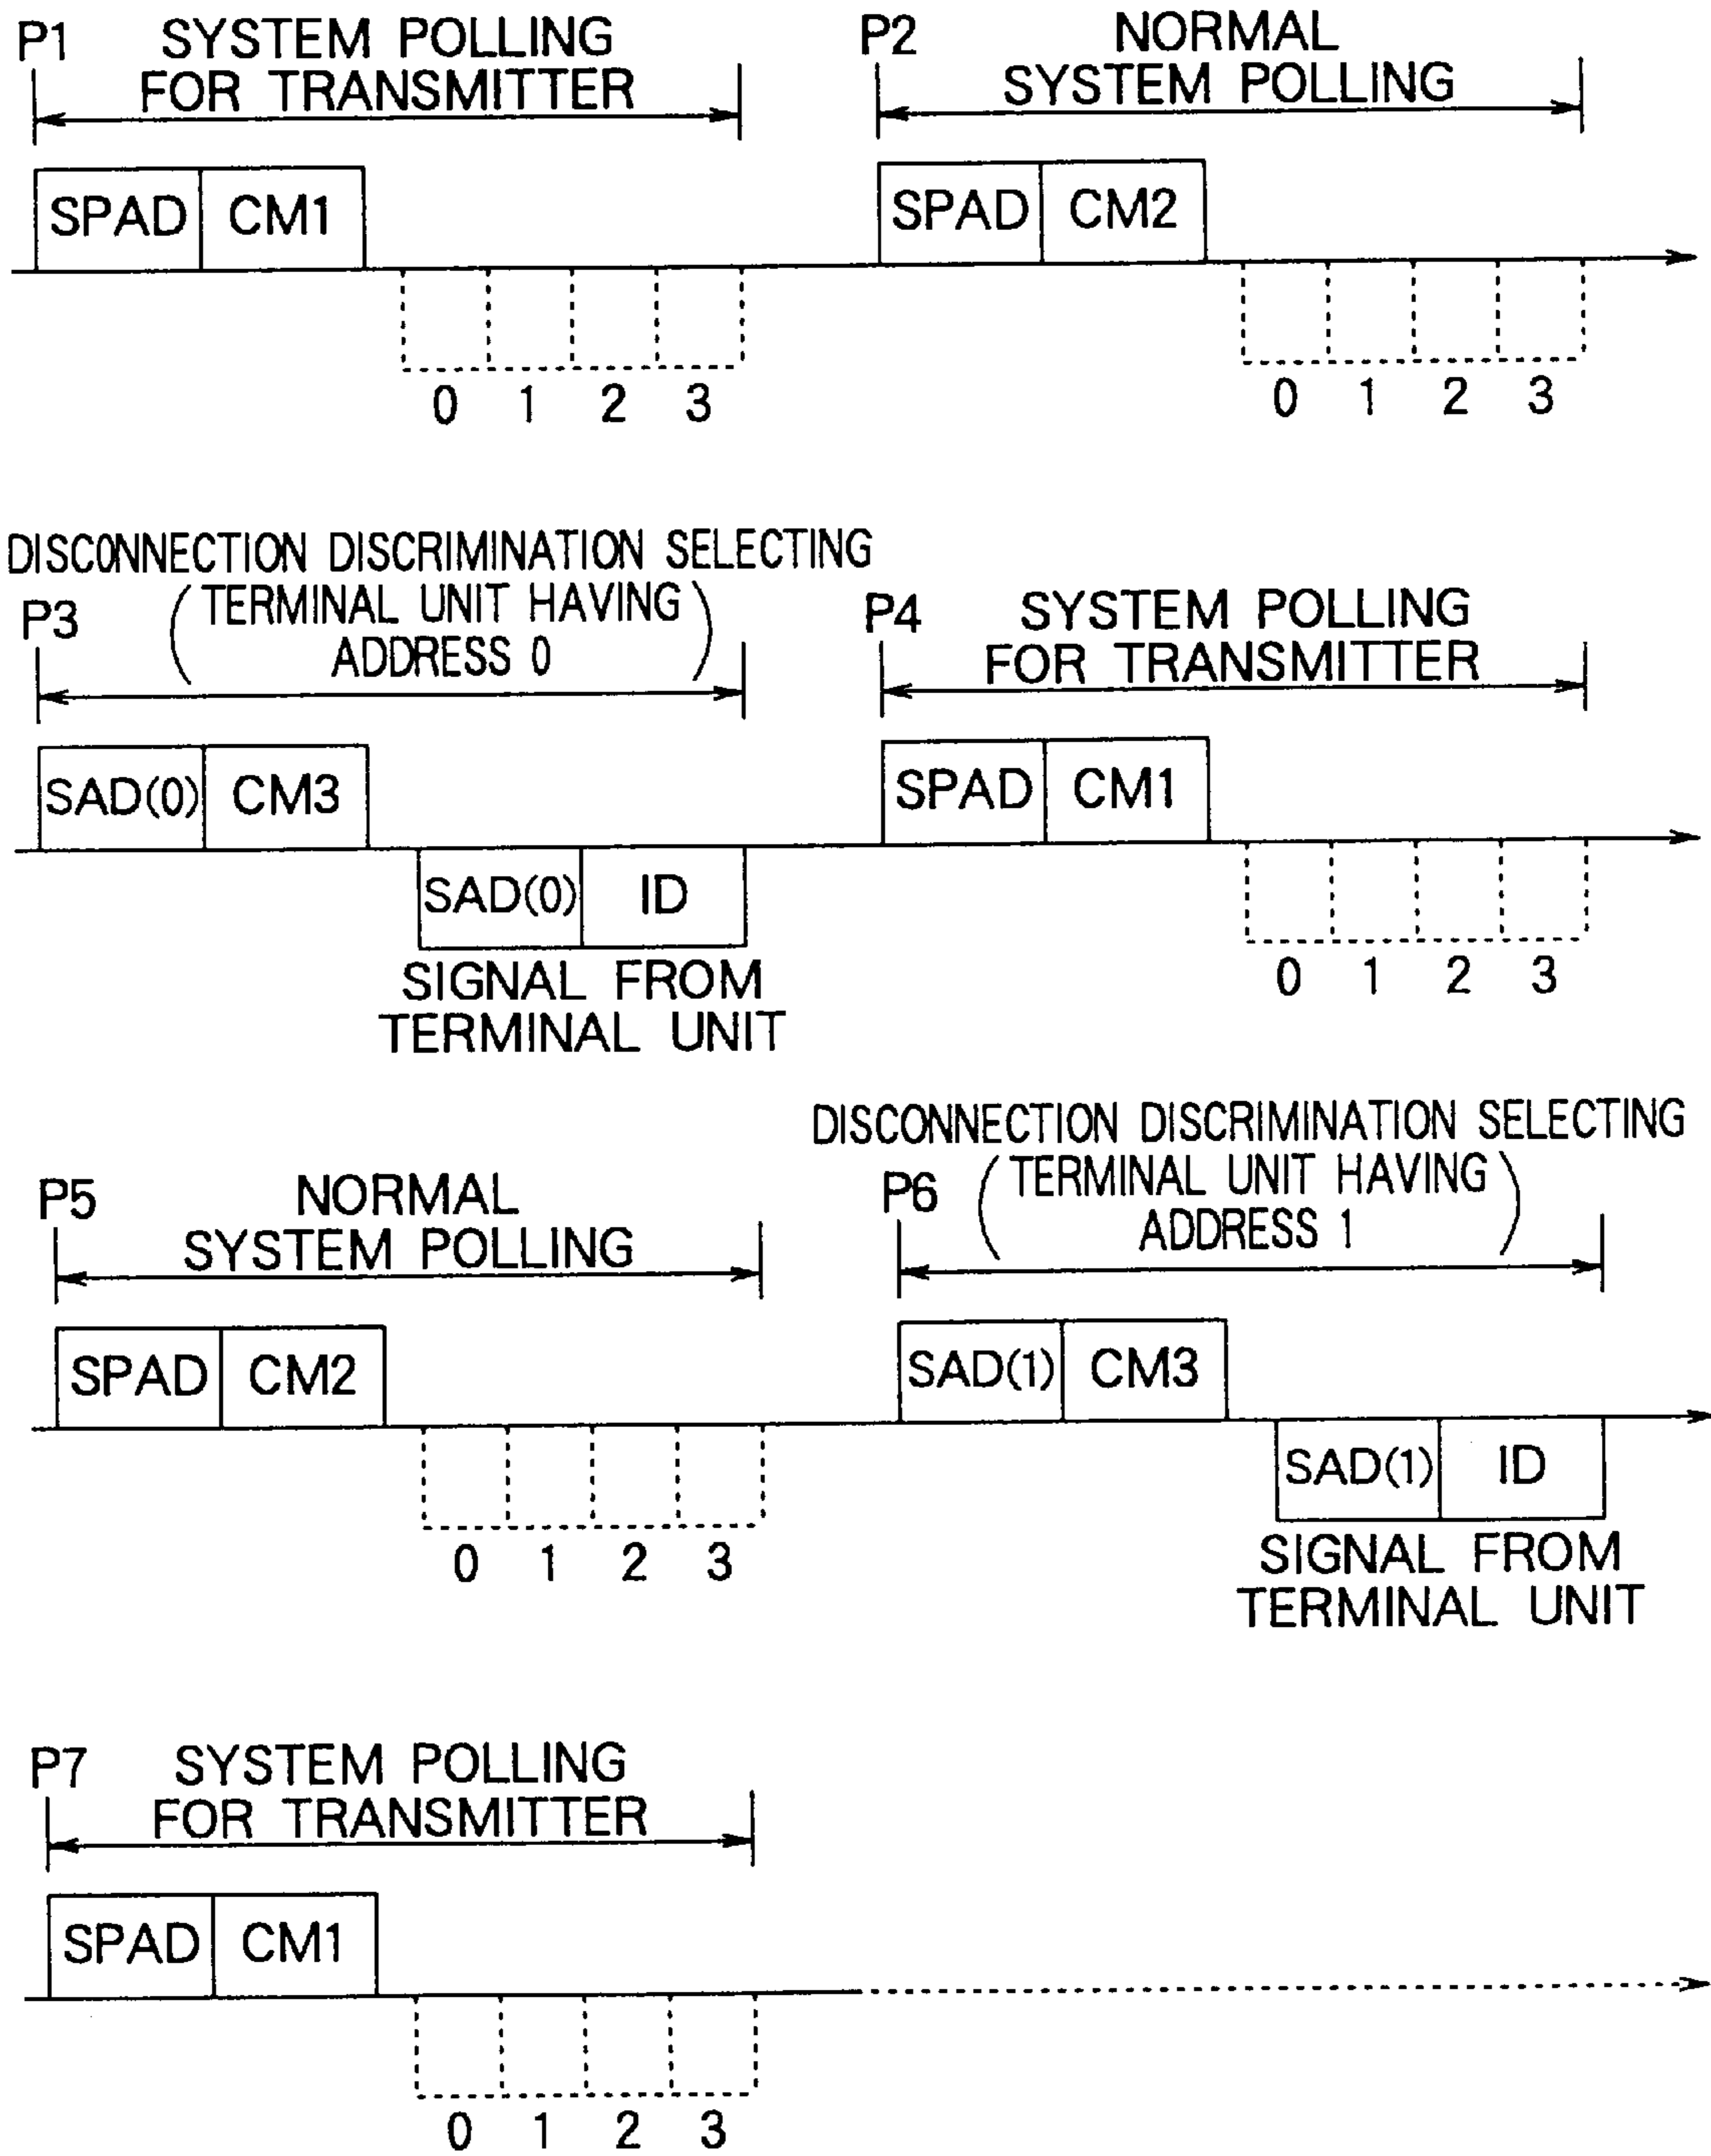 P1
SYSTEM POLLING
FOR TRANSMITTER
SPAD CM1
0 1 2 3
P2
NORMAL
SYSTEM POLLING
SPAD CM2
0 1 2 3
DISCONNECTION DISCRIMINATION SELECTING
P3
(TERMINAL UNIT HAVING
ADDRESS 0)
SAD(0) CM3
SAD(0) ID
SIGNAL FROM
TERMINAL UNIT
P4
SYSTEM POLLING
FOR TRANSMITTER
SPAD CM1
0 1 2 3
P5
NORMAL
SYSTEM POLLING
SPAD CM2
0 1 2 3
DISCONNECTION DISCRIMINATION SELECTING
P6
(TERMINAL UNIT HAVING
ADDRESS 1)
SAD(1) CM3
SAD(1) ID
SIGNAL FROM
TERMINAL UNIT
P7
SYSTEM POLLING
FOR TRANSMITTER
SPAD CM1
0 1 2 3